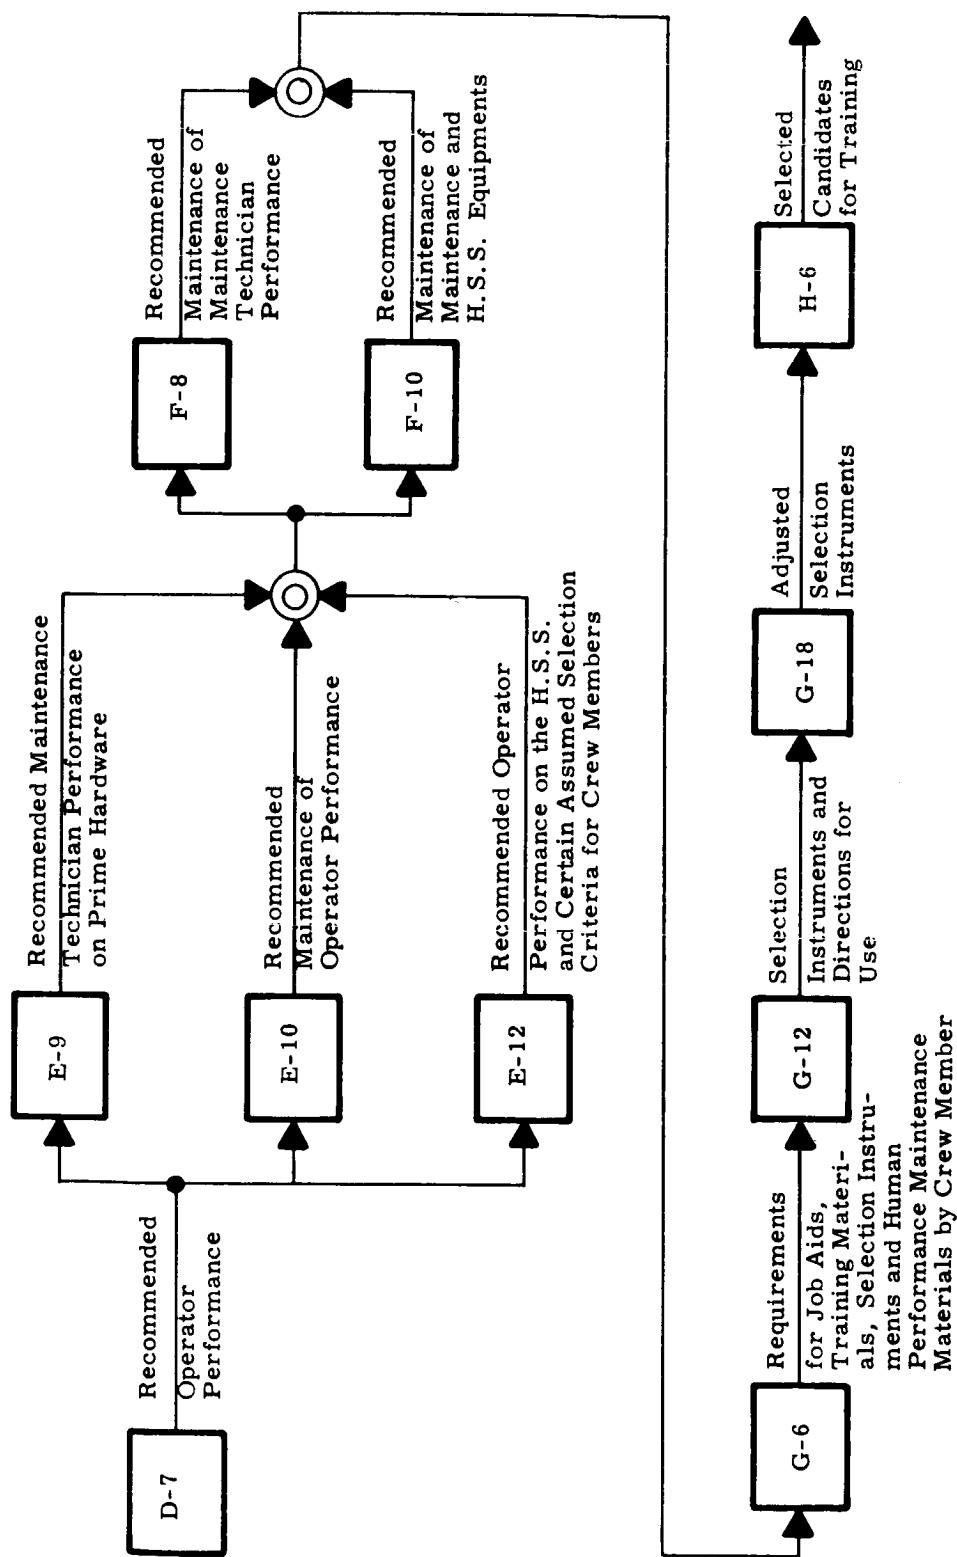 D-7
Recommended
Operator
Performance
E-9
Recommended Maintenance
Technician Performance
on Prime Hardware
E-10
Recommended
Maintenance of
Operator Performance
E-12
Recommended Operator
Performance on the H.S.S.
and Certain Assumed Selection
Criteria for Crew Members
F-8
Recommended
Maintenance of
Maintenance
Technician
Performance
F-10
Recommended
Maintenance of
Maintenance and
H.S.S. Equipments
G-6
Requirements
for Job Aids,
Training Materi-
als, Selection Instru-
ments and Human
Performance Maintenance
Materials by Crew Member
G-12
Selection
Instruments and
Directions for
Use
G-18
Adjusted
Selection
Instruments
H-6
Selected
Candidates
for Training